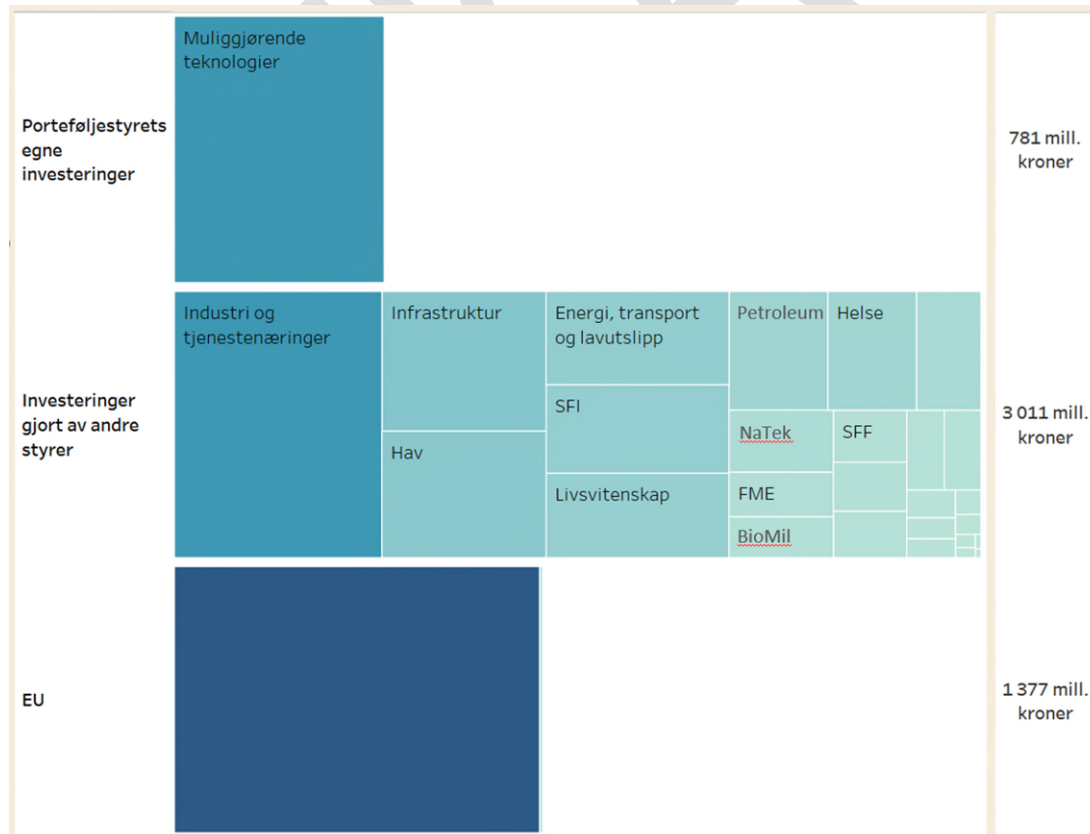 Muliggjørende
teknologier
Porteføljestyrets
egne
investeringer
781 mill.
kroner
Industri og
tjenestenæringer
Infrastruktur
Energi, transport
og lavutslipp
Petroleum
Helse
Investeringer
gjort av andre
styrer
SFI
3 011 mill.
kroner
Hav
NaTek
SFF
Livsvitenskap
FME
BioMil
EU
1 377 mill.
kroner